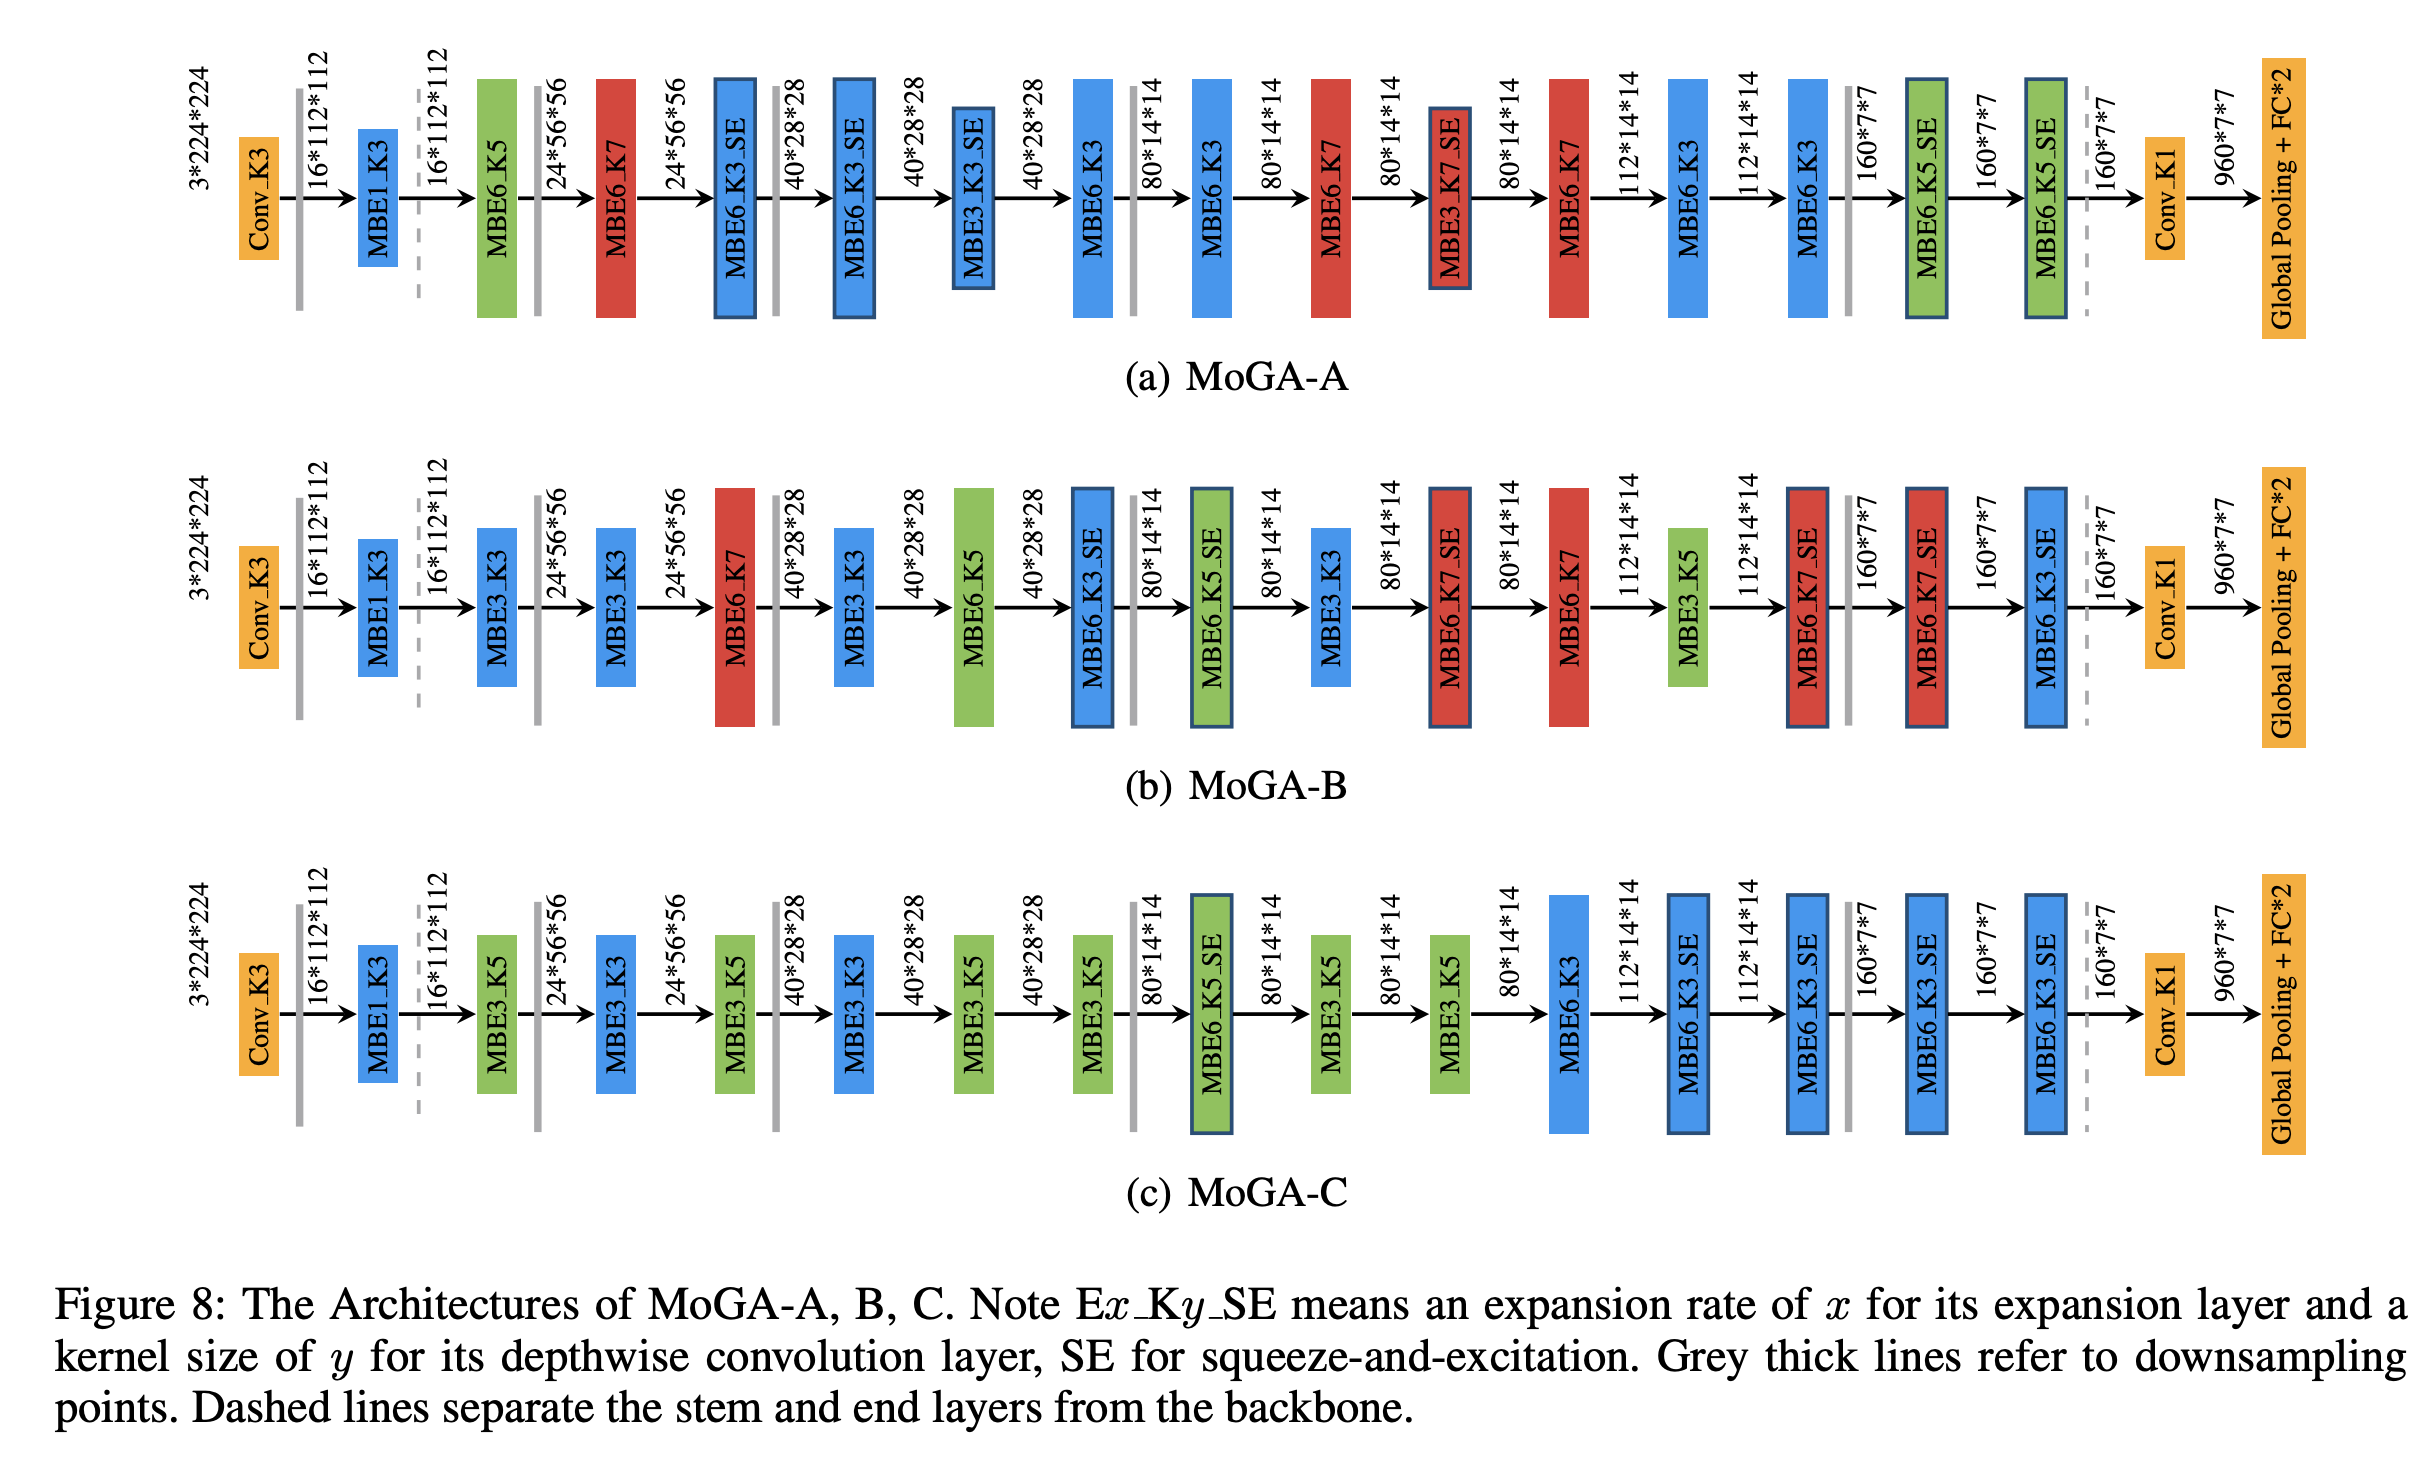 3*224*224
Conv_K3
16*112*112
MBE1_K3
16*112*112
MBE6_K5
24*56*56
MBE6_K7
24*56*56
MBE6_K3_SE
40*28*28
MBE6_K3_SE
40*28*28
MBE3_K3_SE
40*28*28
MBE6_K3
80*14*14
MBE6_K3
80*14*14
MBE6_K7
80*14*14
MBE3_K7_SE
80*14*14
MBE6_K7
112*14*14
MBE6_K3
112*14*14
MBE6_K3
160*7*7
MBE6_K5_SE
160*7*7
MBE6_K5_SE
160*7*7
Conv_K1
960*7*7
Global Pooling + FC*2
(a) MoGA-A
3*224*224
Conv_K3
16*112*112
MBE1_K3
16*112*112
MBE3_K3
24*56*56
MBE3_K3
24*56*56
MBE6_K7
40*28*28
MBE3_K3
40*28*28
MBE6_K5
40*28*28
MBE6_K3_SE
80*14*14
MBE6_K5_SE
80*14*14
MBE3_K3
80*14*14
MBE6_K7_SE
80*14*14
MBE6_K7
112*14*14
MBE3_K5
112*14*14
MBE6_K7_SE
160*7*7
MBE6_K7_SE
160*7*7
MBE6_K3_SE
160*7*7
Conv_K1
960*7*7
Global Pooling + FC*2
(b) MoGA-B
3*224*224
Conv_K3
16*112*112
MBE1_K3
16*112*112
MBE3_K5
24*56*56
MBE3_K3
24*56*56
MBE3_K5
40*28*28
MBE3_K3
40*28*28
MBE3_K5
40*28*28
MBE3_K5
80*14*14
MBE6_K5_SE
80*14*14
MBE3_K5
80*14*14
MBE3_K5
80*14*14
MBE6_K3
112*14*14
MBE6_K3_SE
112*14*14
MBE6_K3_SE
160*7*7
MBE6_K3_SE
160*7*7
MBE6_K3_SE
160*7*7
Conv_K1
960*7*7
Global Pooling + FC*2
(c) MoGA-C
Figure 8: The Architectures of MoGA-A, B, C. Note Ex_Ky_SE means an expansion rate of x for its expansion layer and a
kernel size of y for its depthwise convolution layer, SE for squeeze-and-excitation. Grey thick lines refer to downsampling
points. Dashed lines separate the stem and end layers from the backbone.